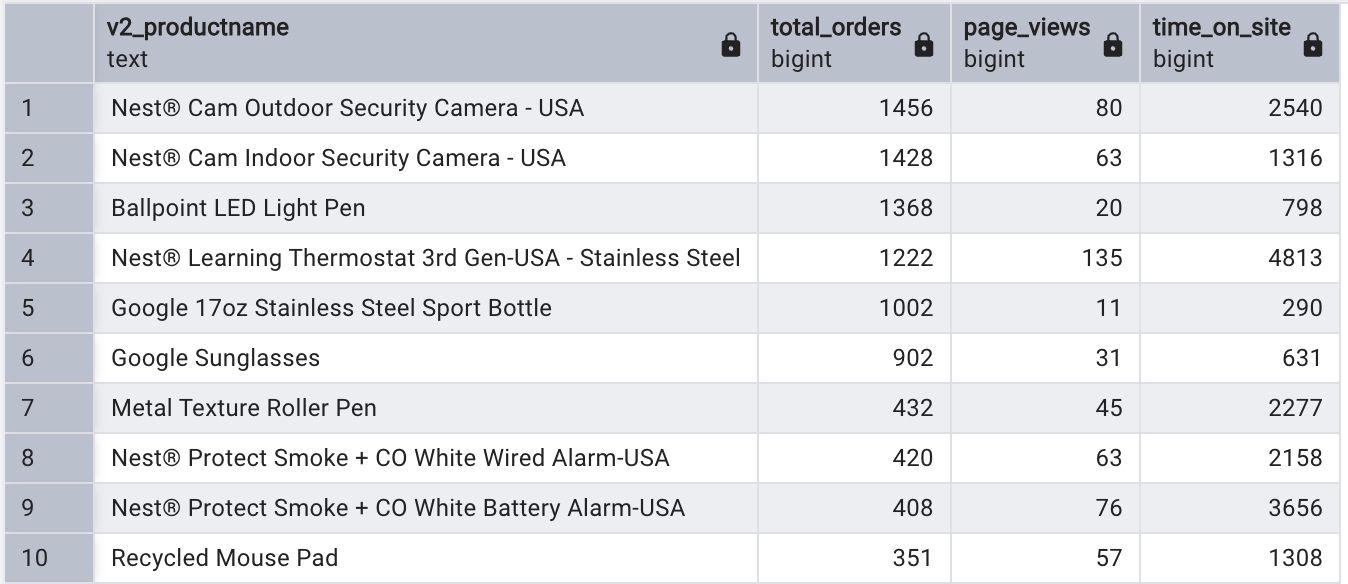 v2_productname total_orders page_views time_on_site
text bigint bigint bigint
1 Nest® Cam Outdoor Security Camera - USA 1456 80 2540
2 Nest® Cam Indoor Security Camera - USA 1428 63 1316
3 Ballpoint LED Light Pen 1368 20 798
4 Nest® Learning Thermostat 3rd Gen-USA - Stainless Steel 1222 135 4813
5 Google 17oz Stainless Steel Sport Bottle 1002 11 290
6 Google Sunglasses 902 31 631
7 Metal Texture Roller Pen 432 45 2277
8 Nest® Protect Smoke + CO White Wired Alarm-USA 420 63 2158
9 Nest® Protect Smoke + CO White Battery Alarm-USA 408 76 3656
10 Recycled Mouse Pad 351 57 1308